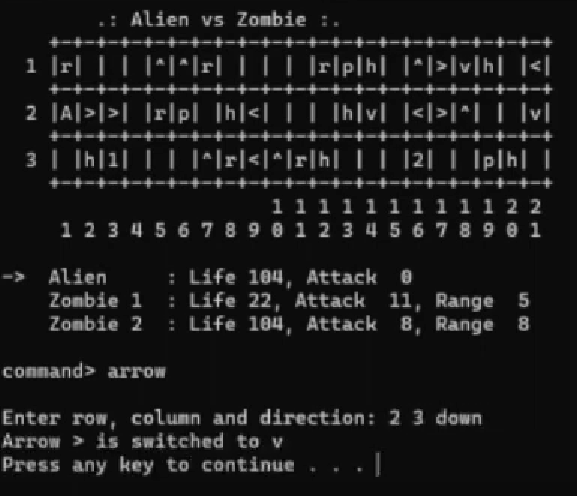 .: Alien vs Zombie :.
+-+-+-+-+-+-+-+-+-+-+-+-+-+-+-+-+-+-+-+-+-+
1 |r| | | |^|^|r| | | | |r|p|h| |^|>|v|h| |<|
+-+-+-+-+-+-+-+-+-+-+-+-+-+-+-+-+-+-+-+-+-+
2 |A|>|>| |r|p| |h|<| | | |h|v| |<|>|^| | |v|
+-+-+-+-+-+-+-+-+-+-+-+-+-+-+-+-+-+-+-+-+-+
3 | |h|1| | | |^|r|<|^|r|h| | | |2| | |p|h| |
+-+-+-+-+-+-+-+-+-+-+-+-+-+-+-+-+-+-+-+-+-+
1 1 1 1 1 1 1 1 1 1 2 2
1 2 3 4 5 6 7 8 9 0 1 2 3 4 5 6 7 8 9 0 1
-> Alien : Life 104, Attack 0
Zombie 1 : Life 22, Attack 11, Range 5
Zombie 2 : Life 104, Attack 8, Range 8
command> arrow
Enter row, column and direction: 2 3 down
Arrow > is switched to v
Press any key to continue . . .